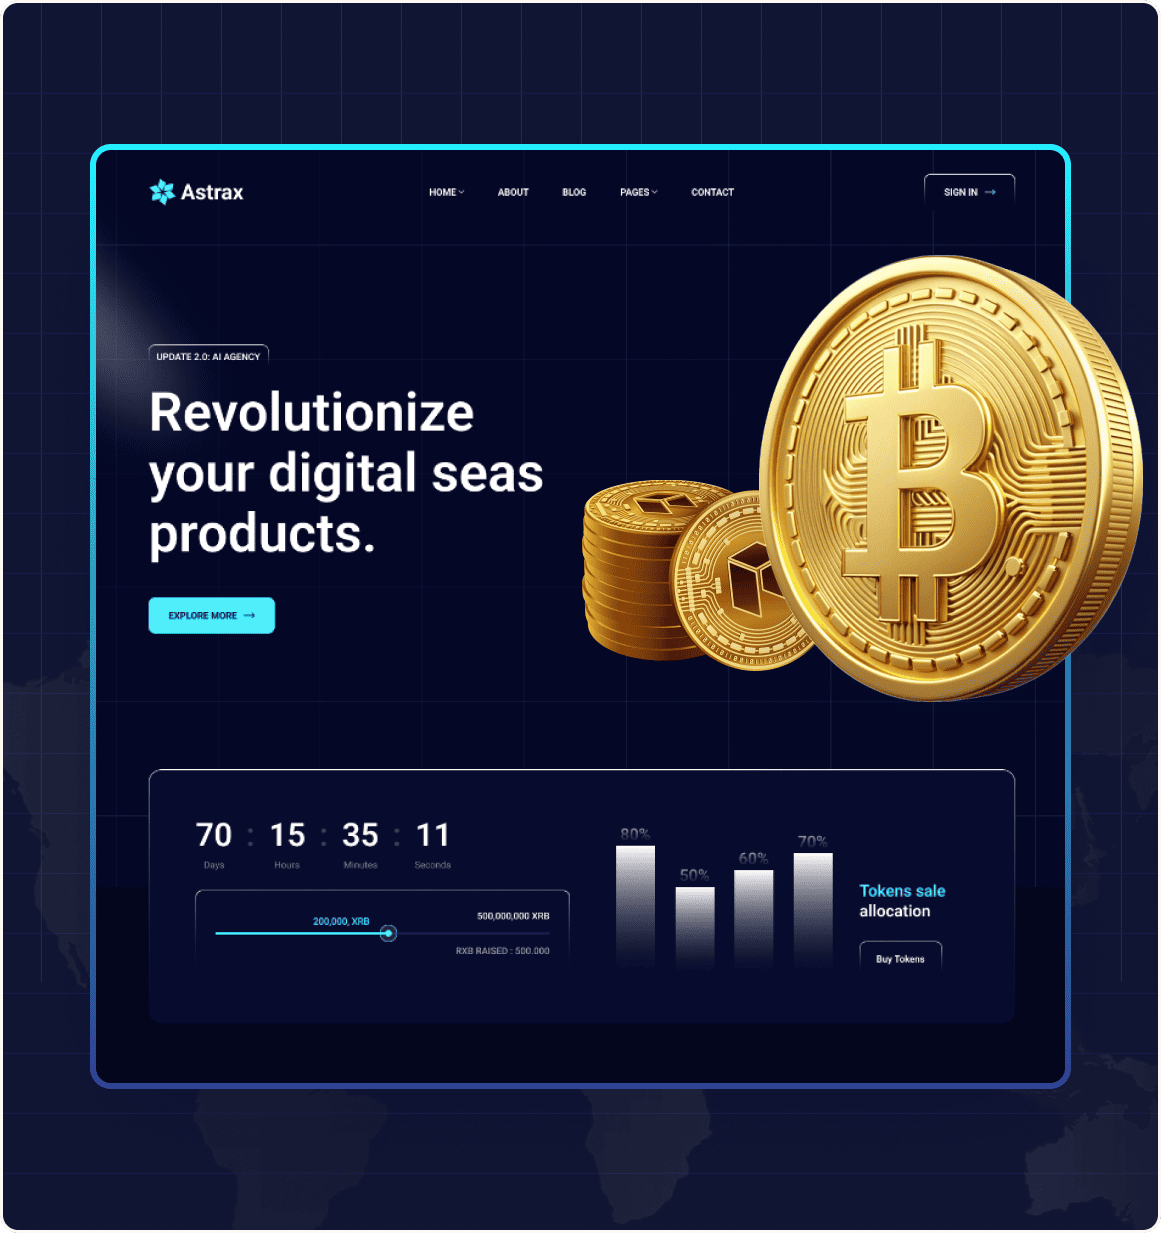 Astrax
HOME
ABOUT
BLOG
PAGES
CONTACT
SIGN IN
UPDATE 2.0: AI AGENCY
Revolutionize
your digital seas
products.
EXPLORE MORE
70 : 15 : 35 : 11
Days Hours Minutes Seconds
200,000, XRB
500,000,000 XRB
RXB RAISED : 500.000
80%
50%
60%
70%
Tokens sale
allocation
Buy Tokens